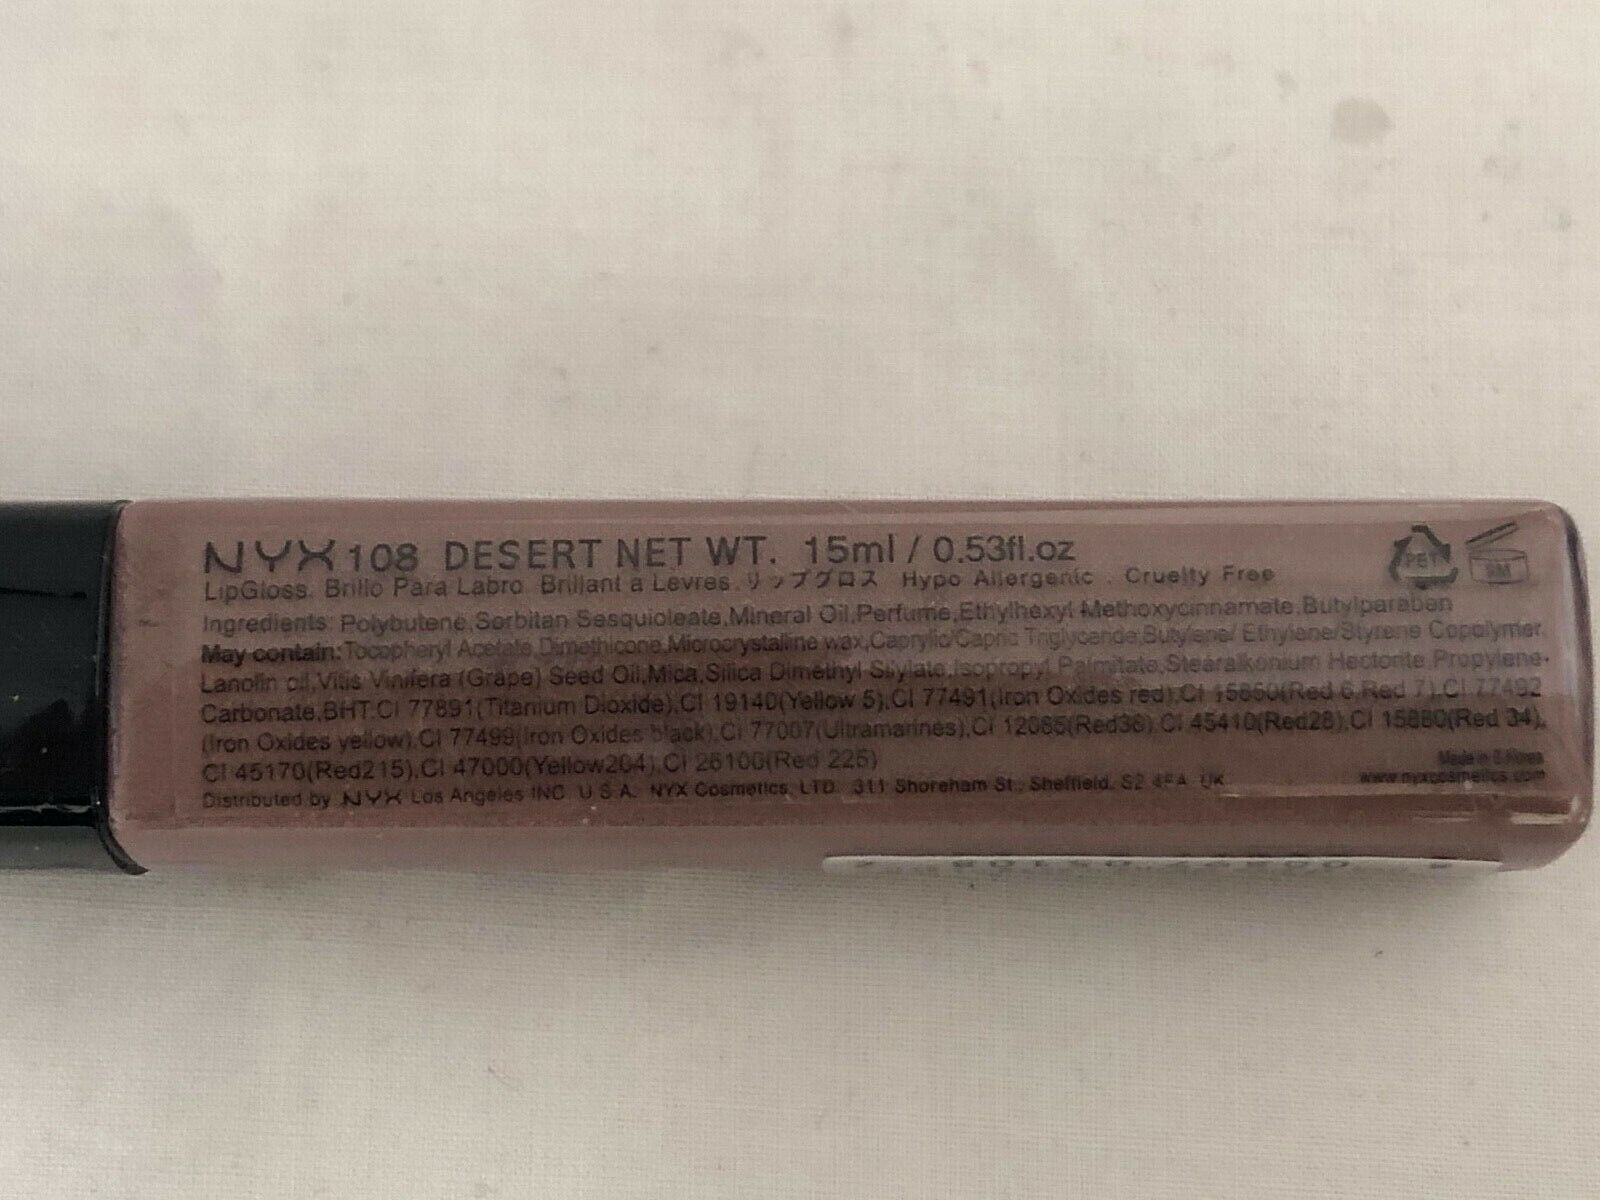 NYX 108 DESERT NET WT. 15ml / 0.53fl.oz
LipGloss. Brillo Para Labro. Brillant a Levres. リップグロス Hypo Allergenic . Cruelty Free
Ingredients: Polybutene,Sorbitan Sesquioleate,Mineral Oil,Perfume,Ethylhexyl Methoxycinnamate,Butylparaben
May contain:Tocopheryl Acetate,Dimethicone,Microcrystalline wax,Caprylic/Capric Triglyceride,Butylene/ Ethylene/Styrene Copolymer,
Lanolin oil,Vitis Vinifera (Grape) Seed Oil,Mica,Silica Dimethyl Silylate,Isopropyl Palmitate,Stearalkonium Hectorite,Propylene-
Carbonate,BHT.CI 77891(Titanium Dioxide),CI 19140(Yellow 5),CI 77491(Iron Oxides red),CI 15850(Red 6,Red 7),CI 77492
(Iron Oxides yellow),CI 77499(Iron Oxides black),CI 77007(Ultramarines),CI 12085(Red36),CI 45410(Red28),CI 15880(Red 34),
CI 45170(Red215),CI 47000(Yellow204),CI 26100(Red 225)
Distributed by NYX Los Angeles INC. U.S.A. NYX Cosmetics. LTD. 311 Shoreham St., Sheffield. S2 4FA UK
Made in S.Korea
www.nyxcosmetics.com
PET